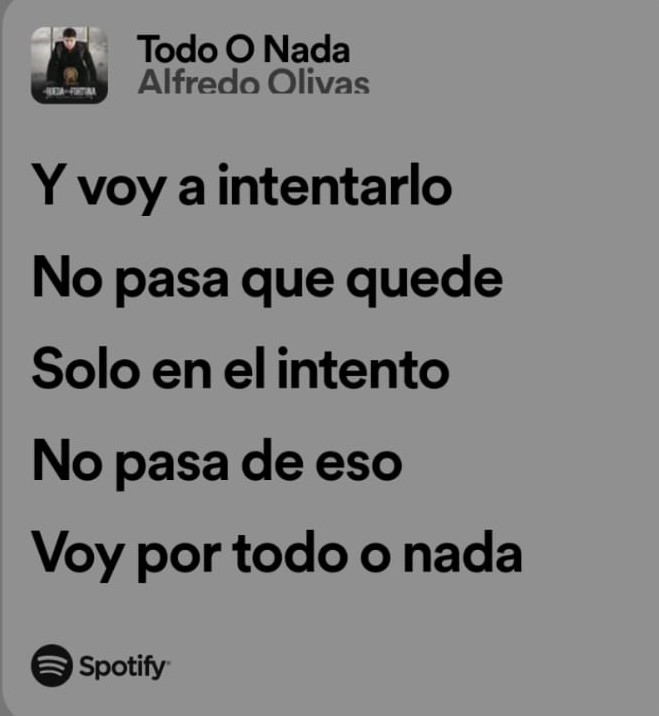 Todo O Nada
Alfredo Olivas
Y voy a intentarlo
No pasa que quede
Solo en el intento
No pasa de eso
Voy por todo o nada
Spotify